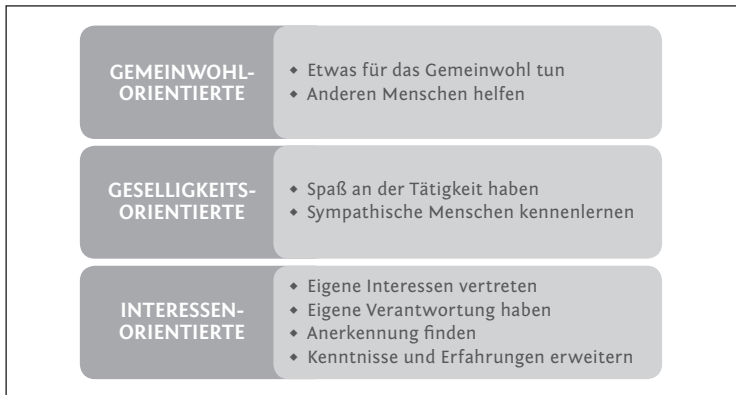 GEMEINWOHL-
ORIENTIERTE
◆ Etwas für das Gemeinwohl tun
◆ Anderen Menschen helfen
GESELLIGKEITS-
ORIENTIERTE
◆ Spaß an der Tätigkeit haben
◆ Sympathische Menschen kennenlernen
INTERESSEN-
ORIENTIERTE
◆ Eigene Interessen vertreten
◆ Eigene Verantwortung haben
◆ Anerkennung finden
◆ Kenntnisse und Erfahrungen erweitern